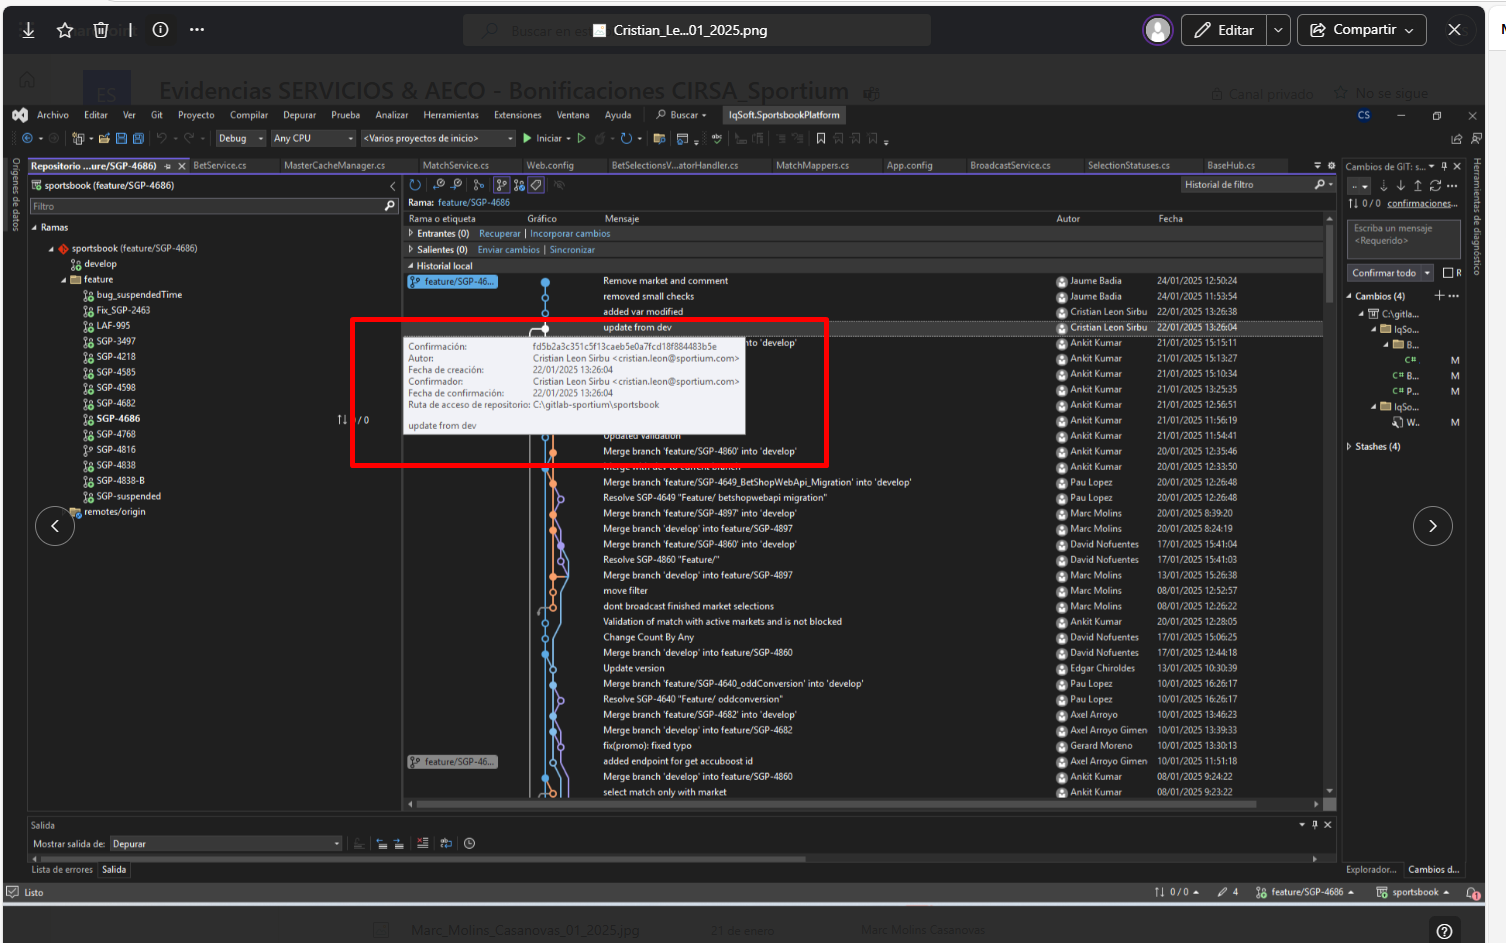 Buscar en es
Cristian_Le...01_2025.png
Editar
Compartir
ES
Evidencias SERVICIOS & AECO - Bonificaciones CIRSA_Sportium
Canal privado
No se sigue
Archivo Editar Ver Git Proyecto Compilar Depurar Prueba Analizar Herramientas Extensiones Ventana Ayuda Buscar IqSoft.SportsbookPlatform CS
Debug Any CPU <Varios proyectos de inicio> Iniciar
Orígenes de datos
Repositorio ...ure/SGP-4686) BetService.cs MasterCacheManager.cs MatchService.cs Web.config BetSelectionsV...atorHandler.cs MatchMappers.cs App.config BroadcastService.cs SelectionStatuses.cs BaseHub.cs
sportsbook (feature/SGP-4686)
Filtro
Ramas
sportsbook (feature/SGP-4686)
develop
feature
bug_suspendedTime
Fix_SGP-2463
LAF-995
SGP-3497
SGP-4218
SGP-4585
SGP-4598
SGP-4682
SGP-4686 / 0
SGP-4768
SGP-4816
SGP-4838
SGP-4838-B
SGP-suspended
remotes/origin
Historial de filtro
Rama: feature/SGP-4686
Rama o etiqueta Gráfico Mensaje Autor Fecha
Entrantes (0) Recuperar | Incorporar cambios
Salientes (0) Enviar cambios | Sincronizar
Historial local
feature/SGP-46... Remove market and comment Jaume Badia 24/01/2025 12:50:24
removed small checks Jaume Badia 24/01/2025 11:53:54
added var modified Cristian Leon Sirbu 22/01/2025 13:26:38
update from dev Cristian Leon Sirbu 22/01/2025 13:26:04
nto 'develop' Ankit Kumar 21/01/2025 15:15:11
Ankit Kumar 21/01/2025 15:13:27
Ankit Kumar 21/01/2025 15:10:34
Ankit Kumar 21/01/2025 13:25:35
Ankit Kumar 21/01/2025 12:56:51
Ankit Kumar 21/01/2025 11:56:19
Confirmación: fd5b2a3c351c5f13caeb5e0a7fcd18f884483b5e
Autor: Cristian Leon Sirbu <cristian.leon@sportium.com>
Fecha de creación: 22/01/2025 13:26:04
Confirmador: Cristian Leon Sirbu <cristian.leon@sportium.com>
Fecha de confirmación: 22/01/2025 13:26:04
Ruta de acceso de repositorio: C:\gitlab-sportium\sportsbook
update from dev
Updated validation Ankit Kumar 21/01/2025 11:54:41
Merge branch 'feature/SGP-4860' into 'develop' Ankit Kumar 20/01/2025 12:35:46
Merge with dev to current branch Ankit Kumar 20/01/2025 12:33:50
Merge branch 'feature/SGP-4649_BetShopWebApi_Migration' into 'develop' Pau Lopez 20/01/2025 12:26:48
Resolve SGP-4649 "Feature/ betshopwebapi migration" Pau Lopez 20/01/2025 12:26:48
Merge branch 'feature/SGP-4897' into 'develop' Marc Molins 20/01/2025 8:39:20
Merge branch 'develop' into feature/SGP-4897 Marc Molins 20/01/2025 8:24:19
Merge branch 'feature/SGP-4860' into 'develop' David Nofuentes 17/01/2025 15:41:04
Resolve SGP-4860 "Feature/" David Nofuentes 17/01/2025 15:41:03
Merge branch 'develop' into feature/SGP-4897 Marc Molins 13/01/2025 15:26:38
move filter Marc Molins 08/01/2025 12:52:57
dont broadcast finished market selections Marc Molins 08/01/2025 12:26:22
Validation of match with active markets and is not blocked Ankit Kumar 20/01/2025 12:28:05
Change Count By Any David Nofuentes 17/01/2025 15:06:25
Merge branch 'develop' into feature/SGP-4860 David Nofuentes 17/01/2025 12:44:18
Update version Edgar Chiroldes 13/01/2025 10:30:39
Merge branch 'feature/SGP-4640_oddConversion' into 'develop' Pau Lopez 10/01/2025 16:26:17
Resolve SGP-4640 "Feature/ oddconversion" Pau Lopez 10/01/2025 16:26:17
Merge branch 'feature/SGP-4682' into 'develop' Axel Arroyo 10/01/2025 13:46:23
Merge branch 'develop' into feature/SGP-4682 Axel Arroyo Gimen 10/01/2025 13:39:33
fix(promo): fixed typo Gerard Moreno 10/01/2025 13:30:13
feature/SGP-46... added endpoint for get accuboost id Axel Arroyo Gimen 10/01/2025 11:51:18
Merge branch 'develop' into feature/SGP-4860 Ankit Kumar 08/01/2025 9:24:22
select match only with market Ankit Kumar 08/01/2025 9:23:22
Cambios de GIT: s...
0 / 0 confirmaciones...
Escriba un mensaje
<Requerido>
Confirmar todo R
Cambios (4)
C:\gitla...
IqSo...
B...
C# M
C# B... M
C# P... M
IqSo...
W.. M
Stashes (4)
Herramientas de diagnóstico
Salida
Mostrar salida de: Depurar
Lista de errores Salida
Explorador... Cambios d...
Listo
0 / 0 4 feature/SGP-4686 sportsbook 1
Marc_Molins_Casanovas_01_2025.jpg 21 de enero Marc Molins Casanovas